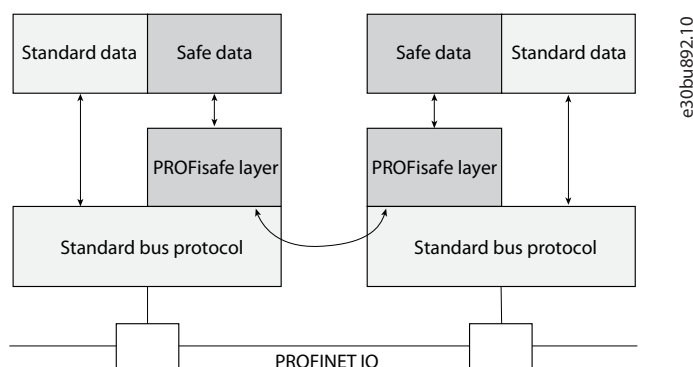 Standard data
Safe data
Safe data
Standard data
PROFIsafe layer
PROFIsafe layer
Standard bus protocol
Standard bus protocol
PROFINET IO
e30bu892.10